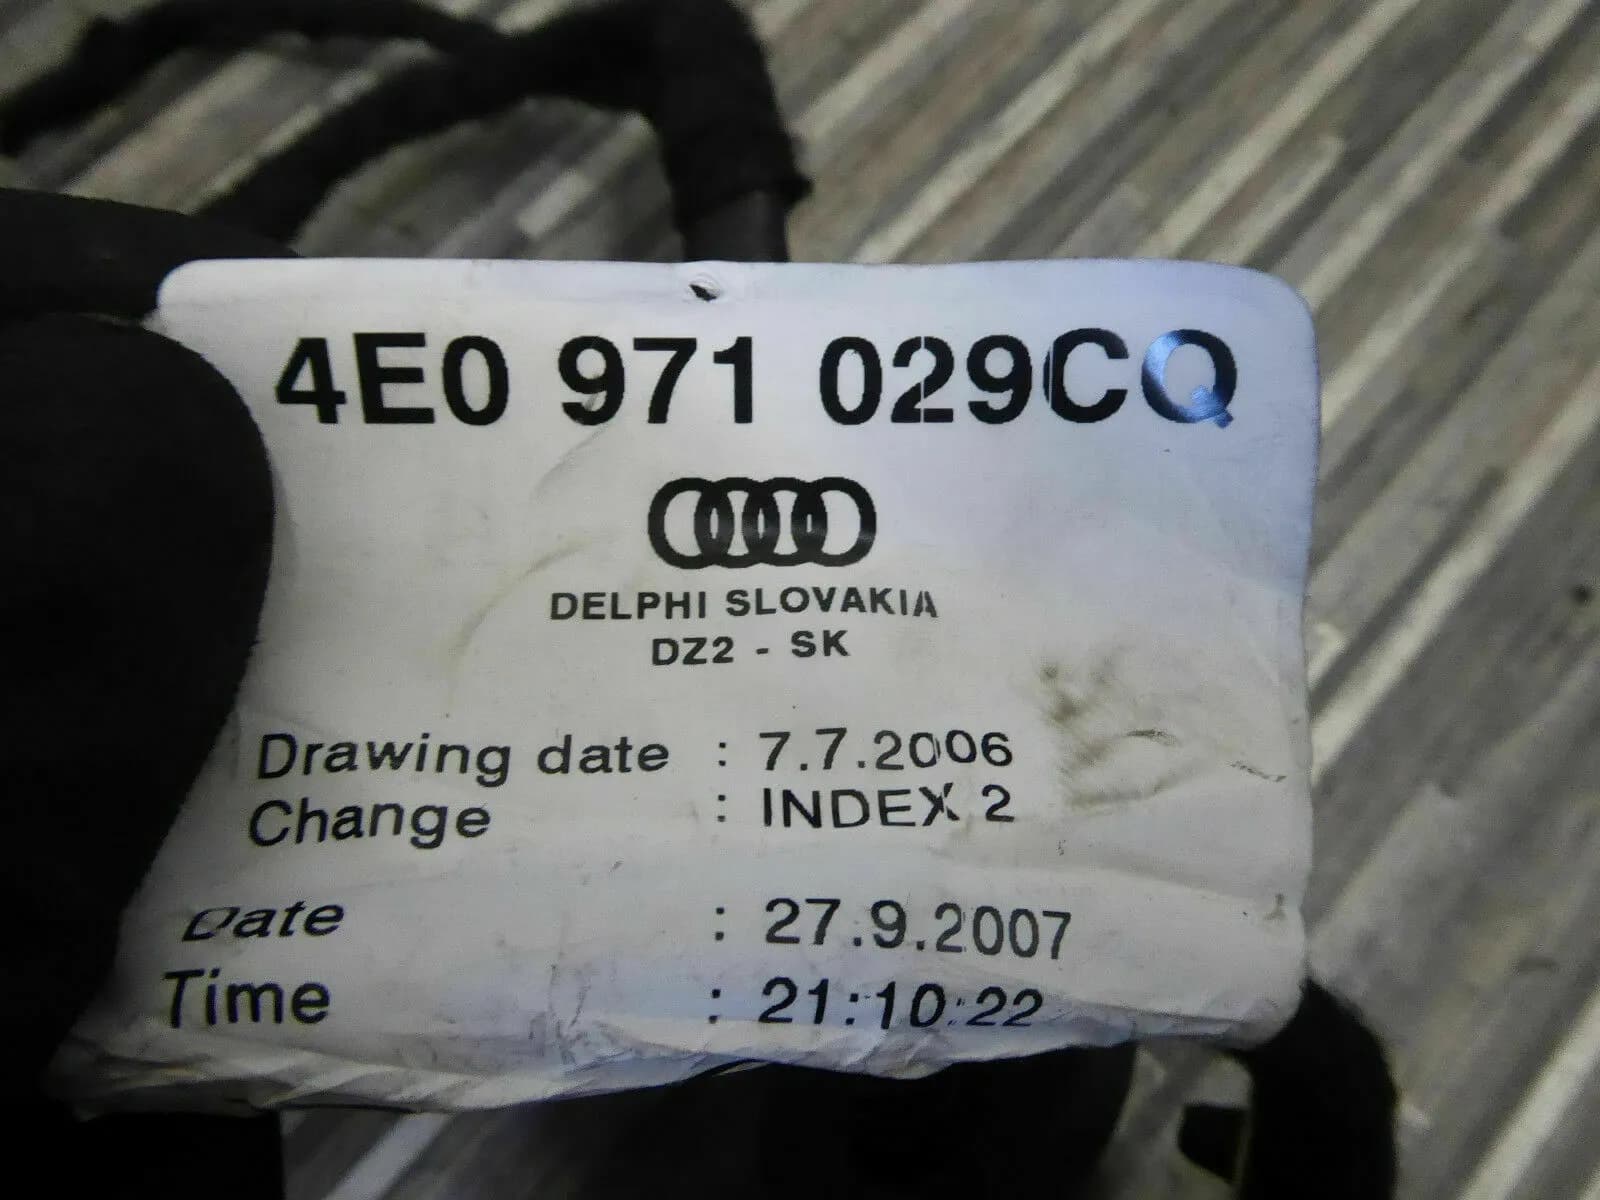 4E0 971 029CQ
DELPHI SLOVAKIA
DZ2 - SK
Drawing date : 7.7.2006
Change : INDEX 2
Date : 27.9.2007
Time : 21:10:22